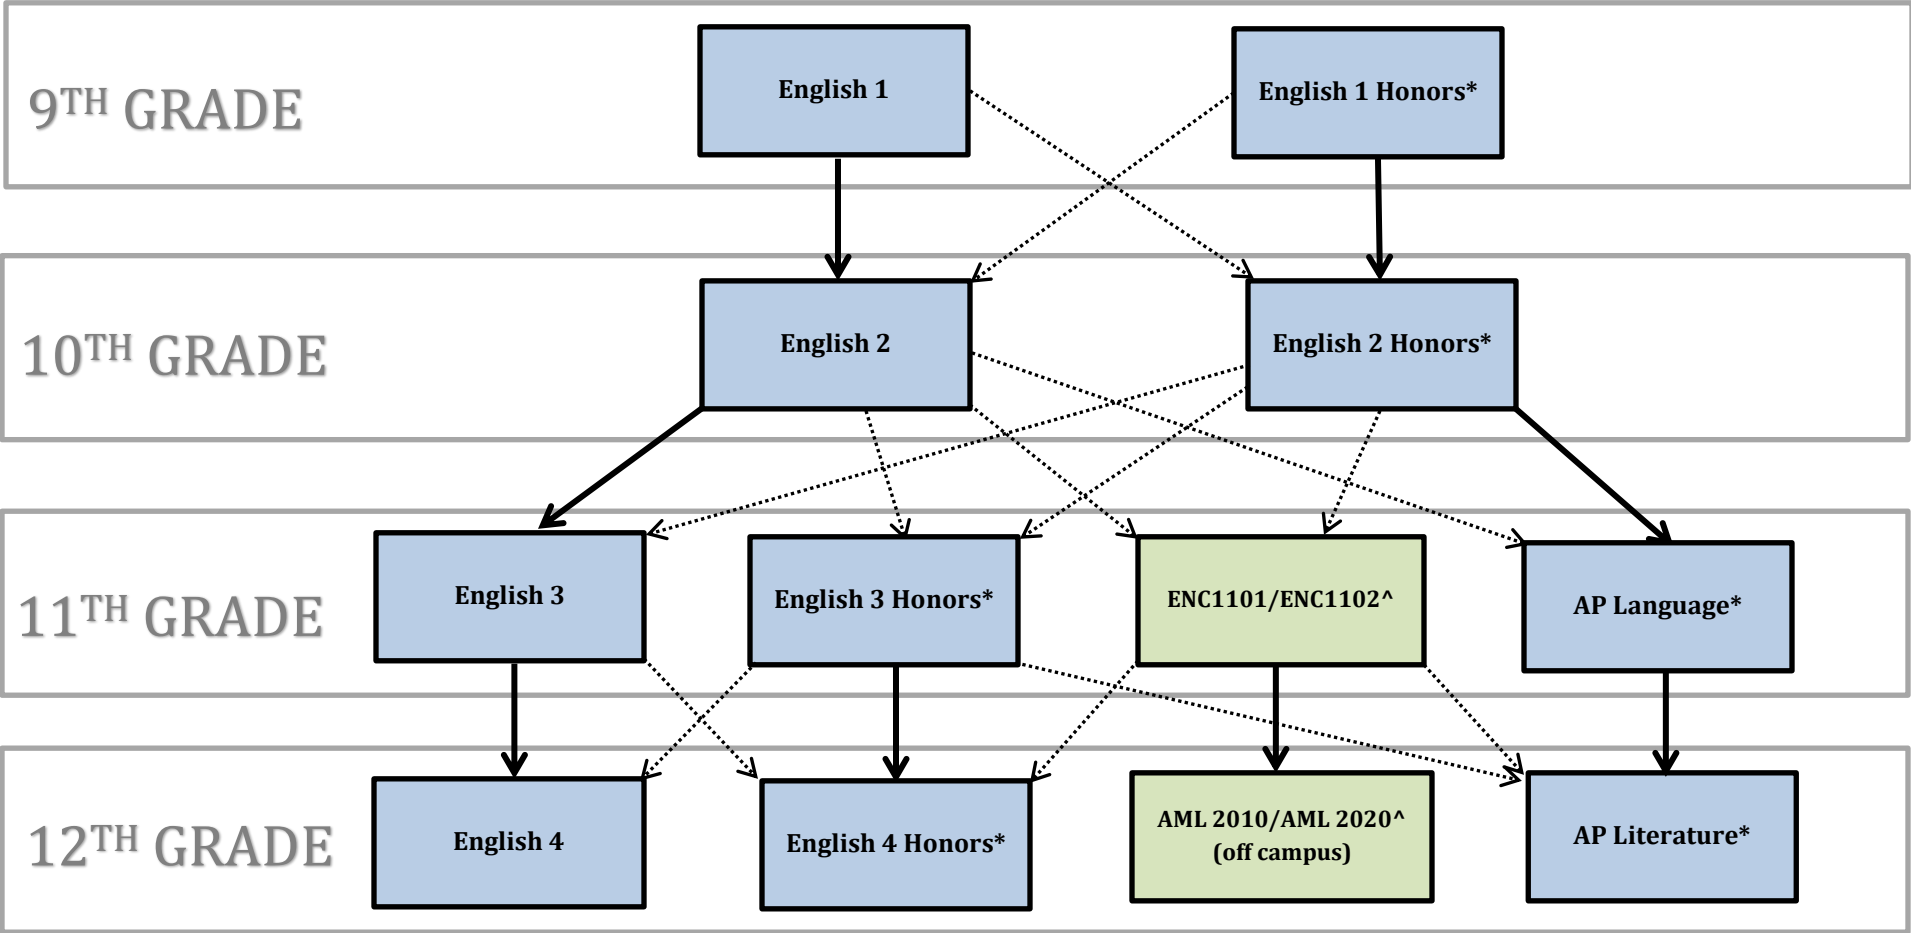 9TH GRADE
English 1
English 1 Honors*
10TH GRADE
English 2
English 2 Honors*
11TH GRADE
English 3
English 3 Honors*
ENC1101/ENC1102^
AP Language*
12TH GRADE
English 4
English 4 Honors*
AML 2010/AML 2020^
(off campus)
AP Literature*